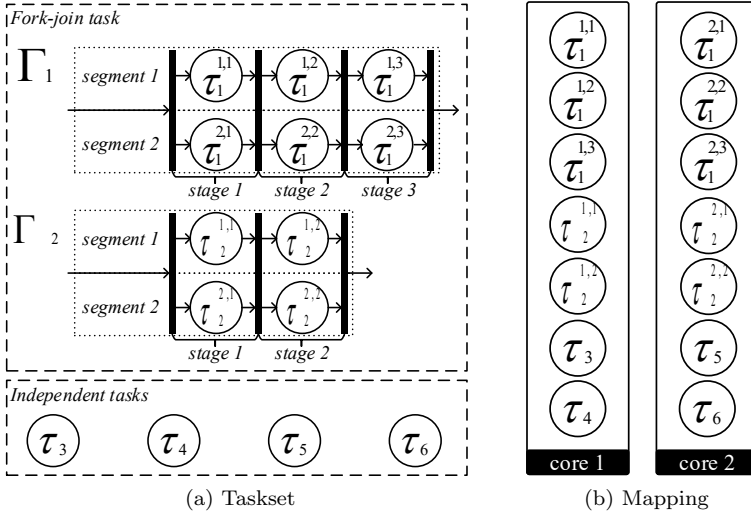 Fork-join task
Γ1
segment 1
τ1^1,1
τ1^1,2
τ1^1,3
segment 2
τ1^2,1
τ1^2,2
τ1^2,3
stage 1
stage 2
stage 3
Γ2
segment 1
τ2^1,1
τ2^1,2
segment 2
τ2^2,1
τ2^2,2
stage 1
stage 2
Independent tasks
τ3
τ4
τ5
τ6
(a) Taskset
τ1^1,1
τ1^1,2
τ1^1,3
τ2^1,1
τ2^1,2
τ3
τ4
core 1
τ1^2,1
τ1^2,2
τ1^2,3
τ2^2,1
τ2^2,2
τ5
τ6
core 2
(b) Mapping